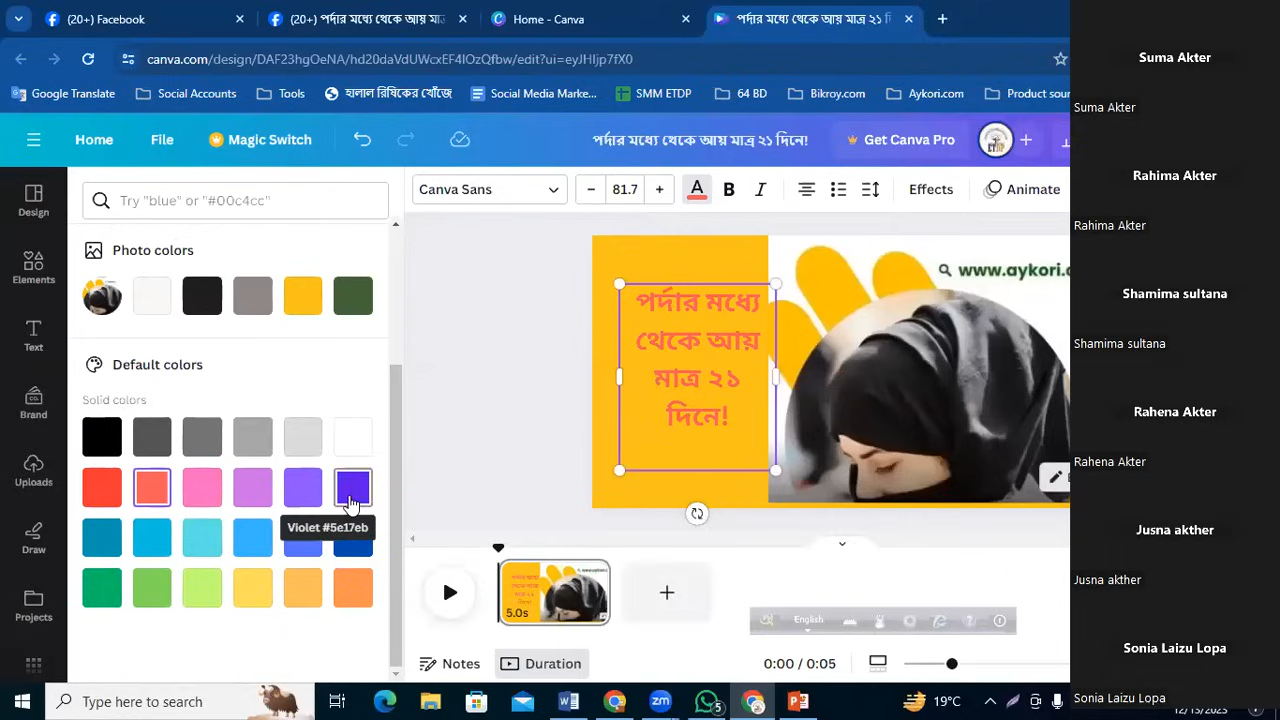 (20+) Facebook
(20+) পর্দার মধ্যে থেকে আয় মা
Home - Canva
পর্দার মধ্যে থেকে আয় মাত্র ২১ দি
canva.com/design/DAF23hgOeNA/hd20daVdUWcxEF4IOzQfbw/edit?ui=eyJHIjp7fX0
Google Translate
Social Accounts
Tools
হালাল রিযিকের খোঁজে
Social Media Marke...
SMM ETDP
64 BD
Bikroy.com
Aykori.com
Product sour
Home
File
Magic Switch
পর্দার মধ্যে থেকে আয় মাত্র ২১ দিনে!
Get Canva Pro
Design
Elements
Text
Brand
Uploads
Draw
Projects
Try "blue" or "#00c4cc"
Photo colors
Default colors
Solid colors
Violet #5e17eb
Canva Sans
81.7
A
B
I
Effects
Animate
www.aykori.c
পর্দার মধ্যে
থেকে আয়
মাত্র ২১
দিনে!
5.0s
English
Notes
Duration
0:00 / 0:05
Type here to search
5
19°C
12/13/2023
Suma Akter
Suma Akter
Rahima Akter
Rahima Akter
Shamima sultana
Shamima sultana
Rahena Akter
Rahena Akter
Jusna akther
Jusna akther
Sonia Laizu Lopa
Sonia Laizu Lopa